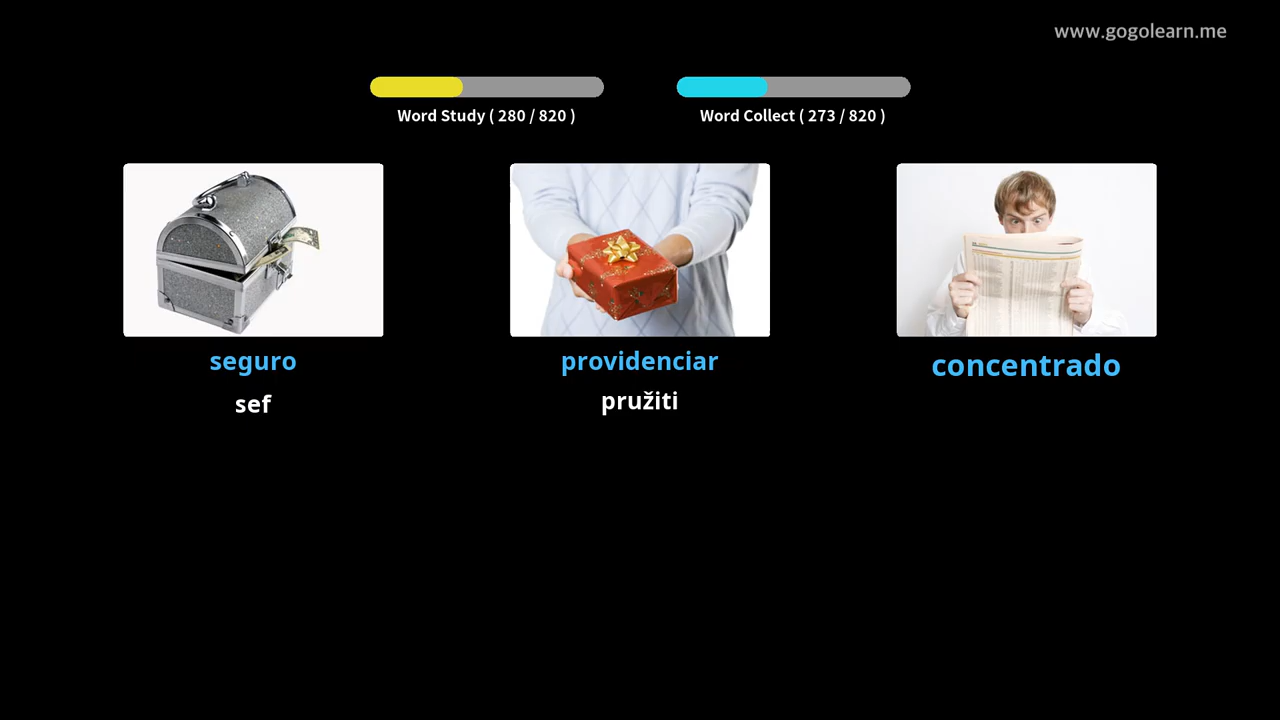 www.gogolearn.me
Word Study ( 280 / 820 )
Word Collect ( 273 / 820 )
seguro
providenciar
concentrado
sef
pružiti